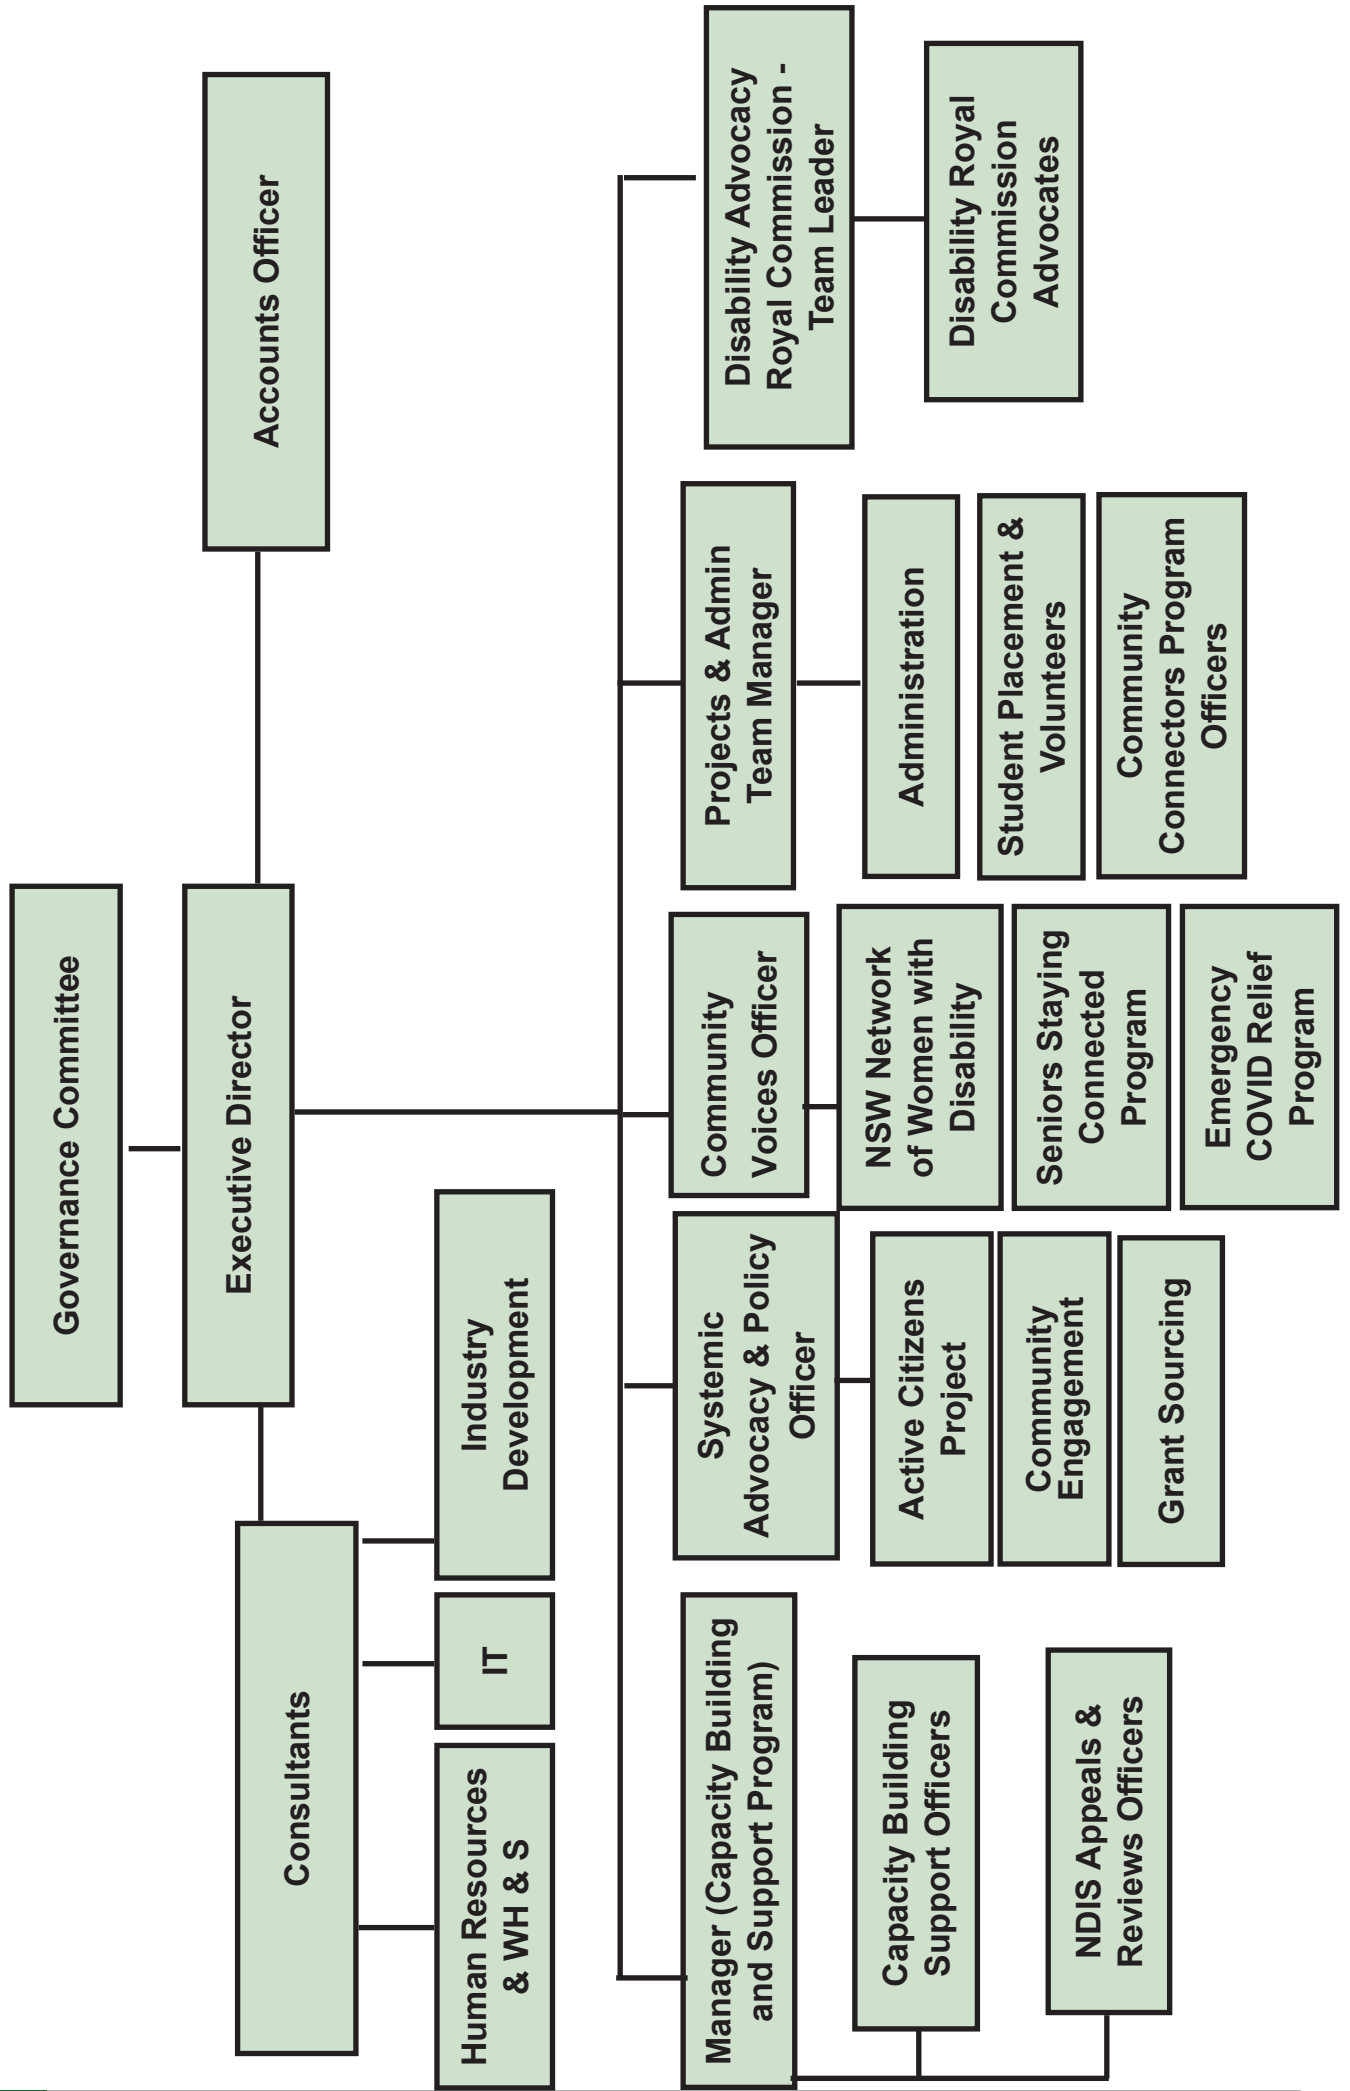 Governance Committee
Executive Director
Accounts Officer
Consultants
Human Resources
& WH & S
IT
Industry
Development
Manager (Capacity Building
and Support Program)
Capacity Building
Support Officers
NDIS Appeals &
Reviews Officers
Systemic
Advocacy & Policy
Officer
Active Citizens
Project
Community
Engagement
Grant Sourcing
Community
Voices Officer
NSW Network
of Women with
Disability
Seniors Staying
Connected
Program
Emergency
COVID Relief
Program
Projects & Admin
Team Manager
Administration
Student Placement &
Volunteers
Community
Connectors Program
Officers
Disability Advocacy
Royal Commission -
Team Leader
Disability Royal
Commission
Advocates